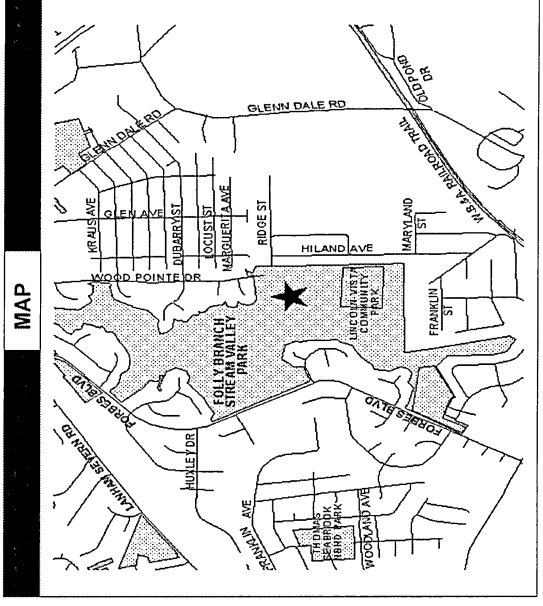 MAP
OLD POND
DR
GLENN DALE RD
W.B.&A. RAILROAD TRAIL
GLENN DALE RD
KRAUS AVE
GLEN AVE
DUBARRY ST
LOCUST ST
MARGUERITA AVE
RIDGE ST
HILAND AVE
MARYLAND
ST
WOOD POINTE DR
LINCOLN-VISTA
COMMUNITY
PARK
FRANKLIN
ST
FOLLY BRANCH
STREAM VALLEY
PARK
FORBES BLVD
FORBES BLVD
LANHAM SEVERN RD
HUXLEY DR
FRANKLIN AVE
THOMAS
SEABROOK
NBHD PARK
WOODLAND AVE